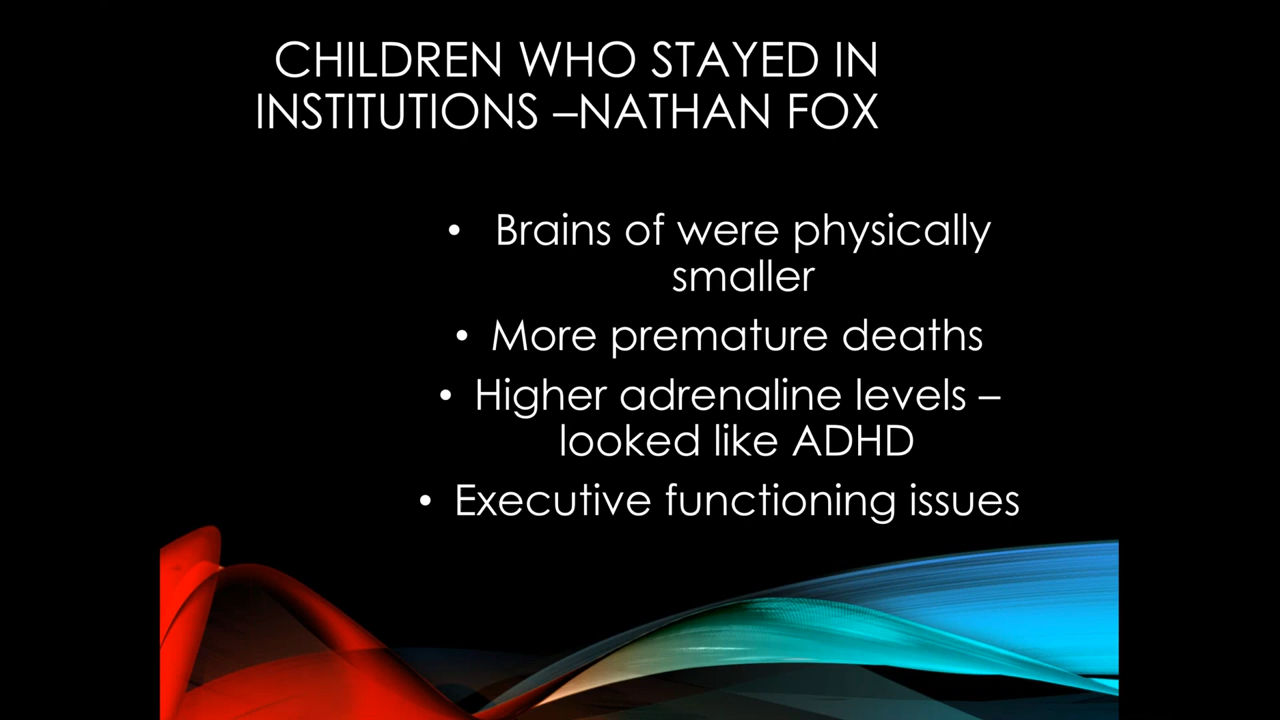 CHILDREN WHO STAYED IN
INSTITUTIONS –NATHAN FOX
• Brains of were physically
smaller
• More premature deaths
• Higher adrenaline levels –
looked like ADHD
• Executive functioning issues